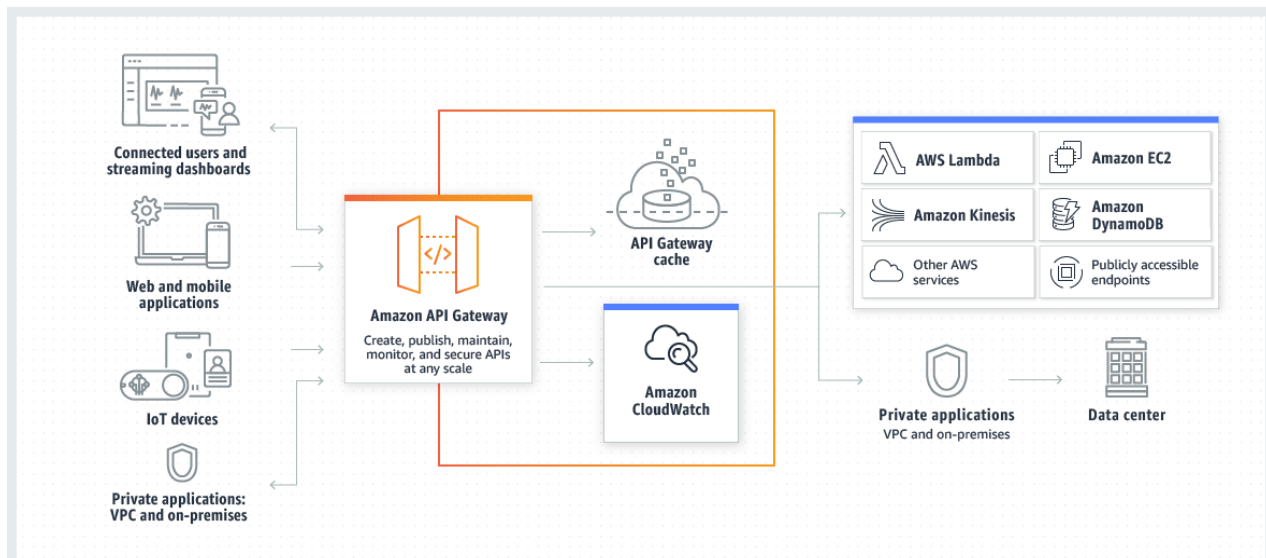 Connected users and
streaming dashboards
Web and mobile
applications
IoT devices
Private applications:
VPC and on-premises
</>
Amazon API Gateway
Create, publish, maintain,
monitor, and secure APIs
at any scale
API Gateway
cache
Amazon
CloudWatch
AWS Lambda
Amazon EC2
Amazon Kinesis
Amazon
DynamoDB
Other AWS
services
Publicly accessible
endpoints
Private applications
VPC and on-premises
Data center